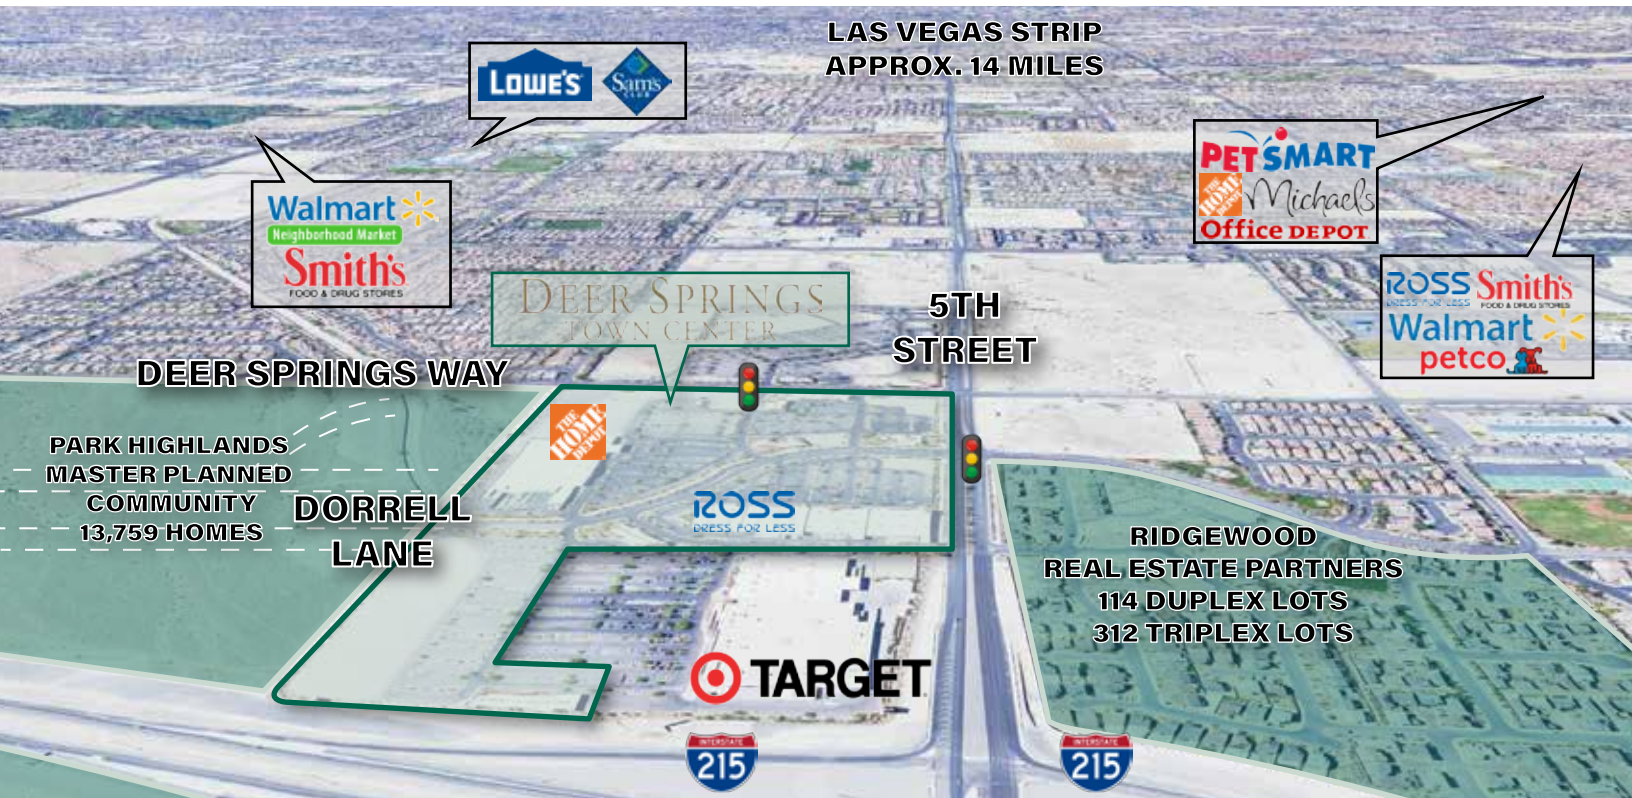 LAS VEGAS STRIP
APPROX. 14 MILES
LOWE'S
Sam's
CLUB
Walmart
Neighborhood Market
Smith's
FOOD & DRUG STORES
PETSMART
THE
HOME
DEPOT
Michaels
Office DEPOT
ROSS
DRESS FOR LESS
Smith's
FOOD & DRUG STORES
Walmart
petco
DEER SPRINGS
TOWN CENTER
5TH
STREET
DEER SPRINGS WAY
THE
HOME
DEPOT
PARK HIGHLANDS
MASTER PLANNED
COMMUNITY
13,759 HOMES
DORRELL
LANE
ROSS
DRESS FOR LESS
RIDGEWOOD
REAL ESTATE PARTNERS
114 DUPLEX LOTS
312 TRIPLEX LOTS
TARGET
INTERSTATE
215
INTERSTATE
215